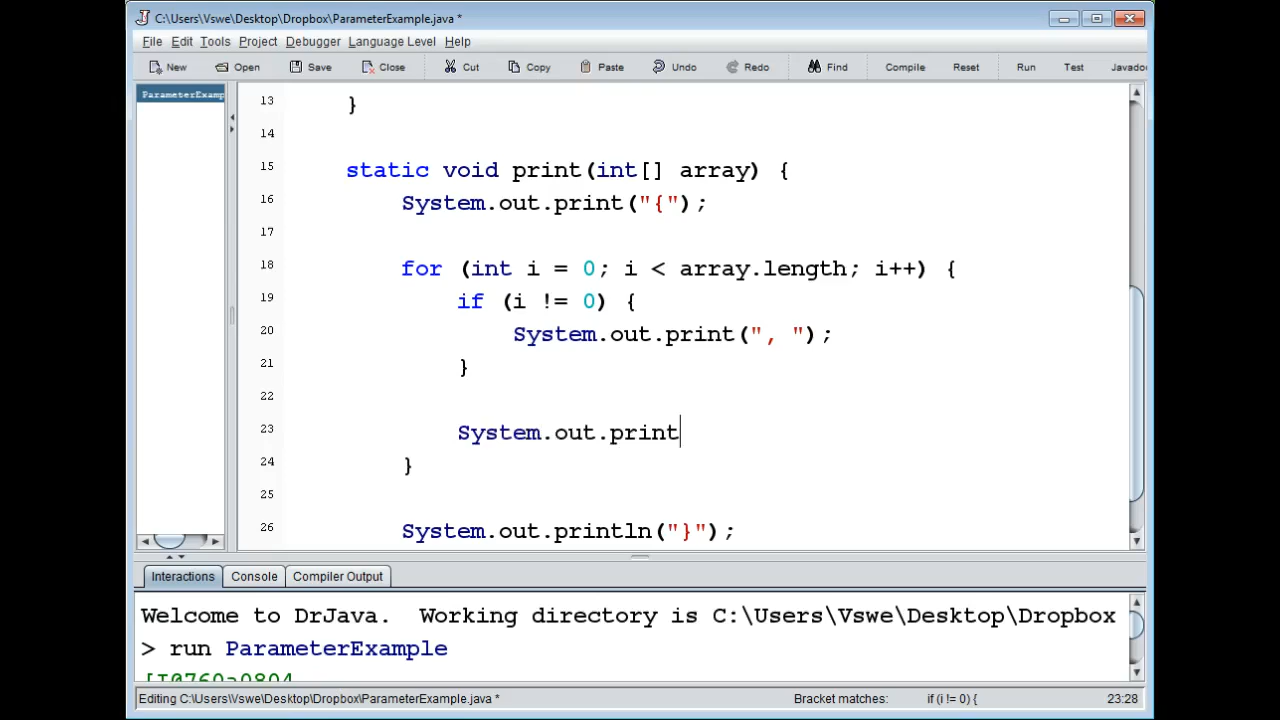 C:\Users\Vswe\Desktop\Dropbox\ParameterExample.java *
File Edit Tools Project Debugger Language Level Help
New Open Save Close Cut Copy Paste Undo Redo Find Compile Reset Run Test Javado
ParameterExamp
13 }
14
15 static void print(int[] array) {
16 System.out.print("{");
17
18 for (int i = 0; i < array.length; i++) {
19 if (i != 0) {
20 System.out.print(", ");
21 }
22
23 System.out.print
24 }
25
26 System.out.println("}");
Interactions Console Compiler Output
Welcome to DrJava. Working directory is C:\Users\Vswe\Desktop\Dropbox
> run ParameterExample
Editing C:\Users\Vswe\Desktop\Dropbox\ParameterExample.java * Bracket matches: if (i != 0) { 23:28